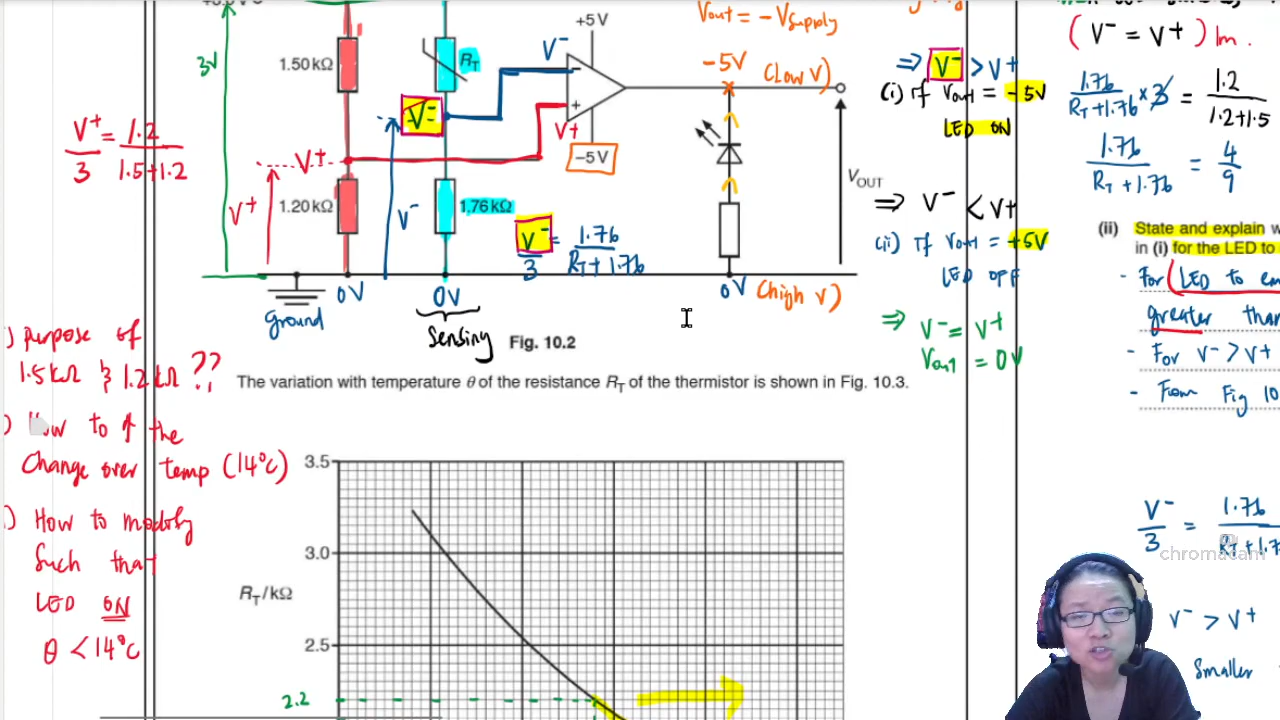 3V
V+/3 = 1.2/1.5+1.2
V+
1.50 kΩ
V+
1.20 kΩ
0V
ground
RT
V-
V-
1.76 kΩ
0V
Sensing
V-/3 = 1.76/RT + 1.76
+5 V
V-
−
+
V+
−5 V
Vout = - Vsupply
-5V (Low V)
VOUT
0V (high V)
Fig. 10.2
⇒ V- > V+
(i) If Vout = -5V
LED ON
⇒ V- < V+
(ii) If Vout = +5V
LED OFF
⇒ V- = V+
Vout = 0V
(V- = V+) 1m.
1.76/RT+1.76 × 3 = 1.2/1.2+1.5
1.76/RT + 1.76 = 4/9
(ii) State and explain
in (i) for the LED to
- For (LED to
greater than
- For V- > V+
- From Fig 10
V-/3 = 1.76
chromacam
V- > V+
Smaller
) Purpose of
1.5kΩ & 1.2kΩ ??
) How to ↑ the
Change over temp (14°C)
) How to modify
Such that
LED ON
θ < 14°C
The variation with temperature θ of the resistance RT of the thermistor is shown in Fig. 10.3.
3.5
3.0
RT / kΩ
2.5
2.2